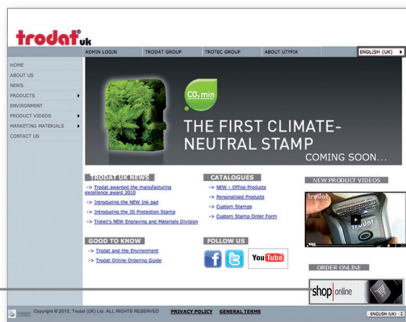 trodat® uk
ADMIN LOGIN TRODAT GROUP TROTEC GROUP ABOUT UTYPIA ENGLISH (UK)
HOME
ABOUT US
NEWS
PRODUCTS
ENVIRONMENT
PRODUCT VIDEOS
MARKETING MATERIALS
CONTACT US
CO₂ min
THE FIRST CLIMATE-
NEUTRAL STAMP
COMING SOON...
TRODAT UK NEWS
-> Trodat awarded the manufacturing
excellence award 2010
-> Introducing the NEW Ink pad
-> Introducing the ID Protection Stamp
-> Trotec's NEW Engraving and Materials Division
CATALOGUES
-> NEW - Office Products
-> Personalised Products
-> Custom Stamps
-> Custom Stamp Order Form
NEW PRODUCT VIDEOS
trodat
GOOD TO KNOW
-> Trodat and the Environment
-> Trodat Online Ordering Guide
FOLLOW US
f
You Tube
ORDER ONLINE
shop online
Copyright © 2010, Trodat (UK) Ltd. ALL RIGHTS RESERVED PRIVACY POLICY GENERAL TERMS ENGLISH (UK)